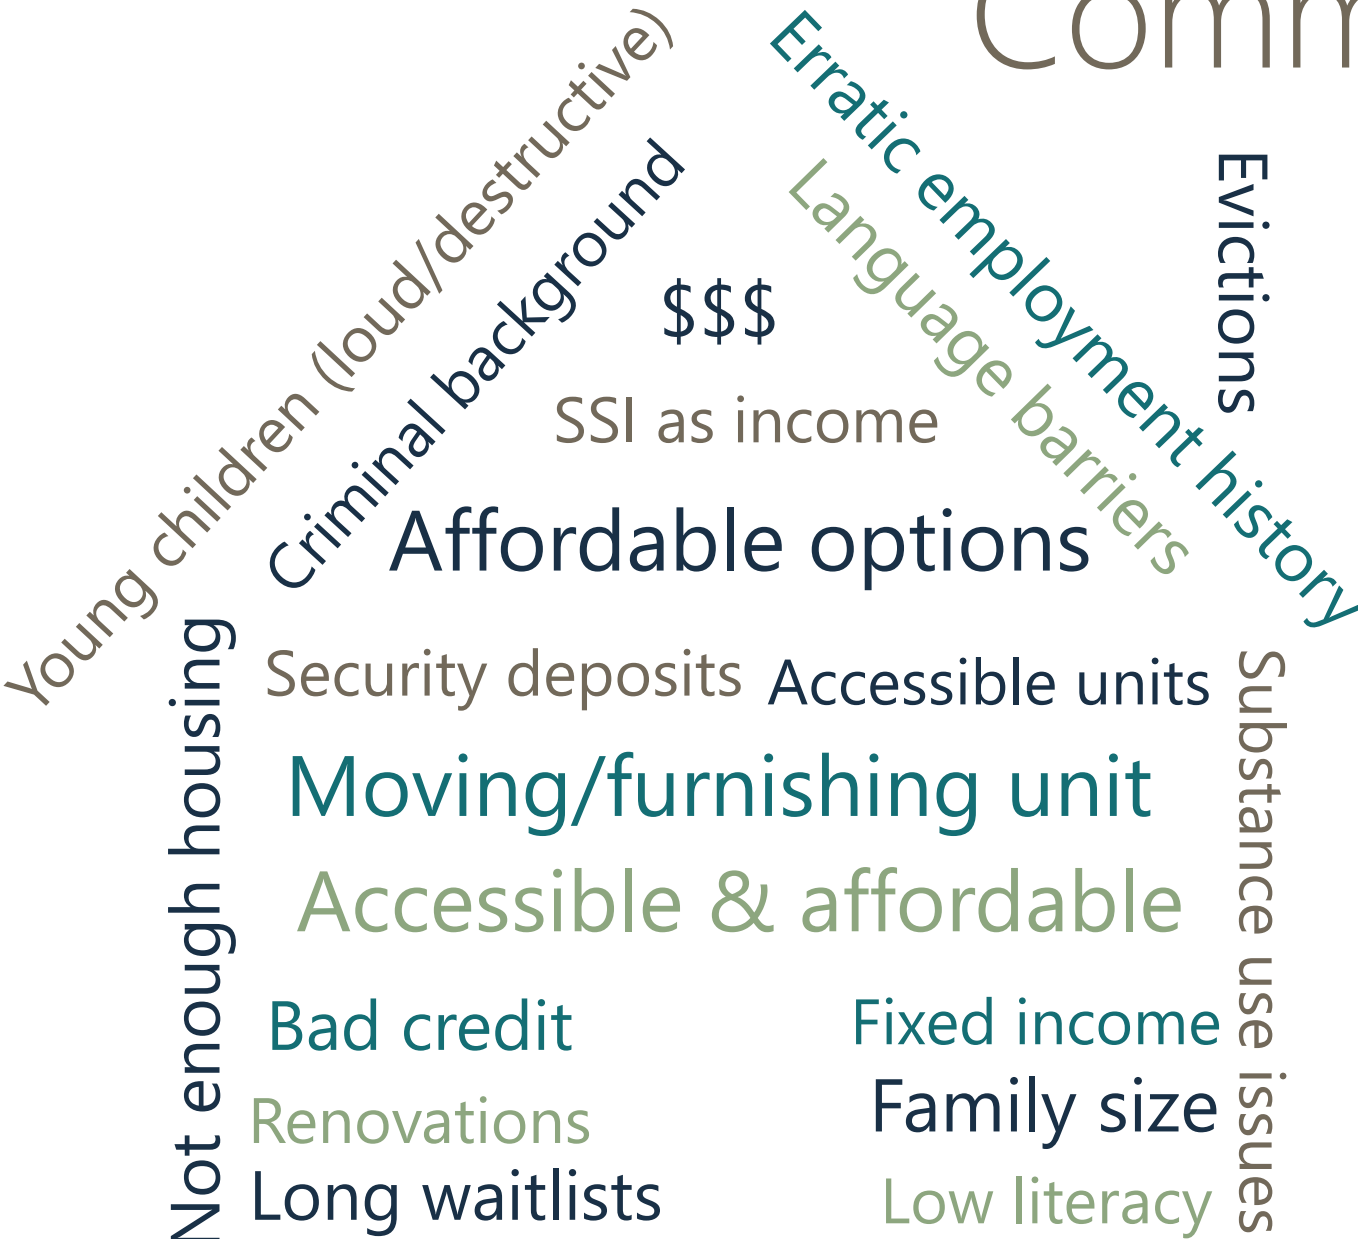 Young children (loud/destructive)
Criminal background
Erratic employment history
Language barriers
Evictions
$$$
SSI as income
Affordable options
Security deposits
Accessible units
Moving/furnishing unit
Accessible & affordable
Not enough housing
Substance use issues
Bad credit
Fixed income
Renovations
Family size
Long waitlists
Low literacy